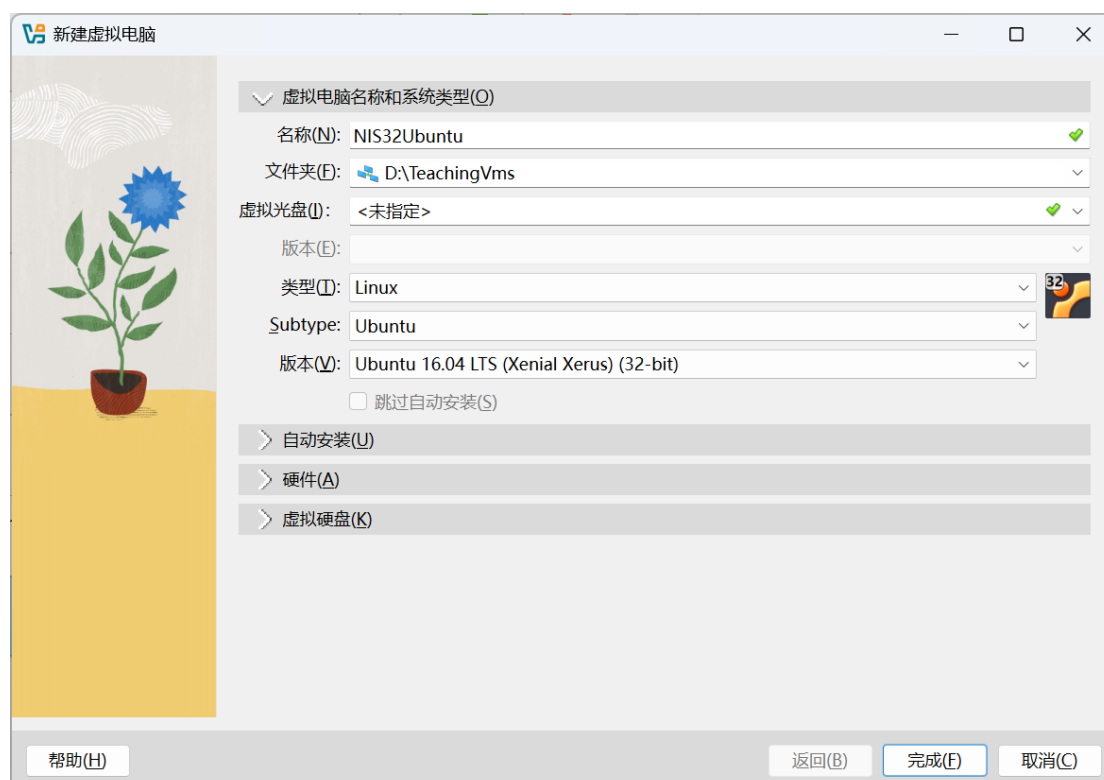 新建虚拟电脑
虚拟电脑名称和系统类型(O)
名称(N): NIS32Ubuntu
文件夹(F): D:\TeachingVms
虚拟光盘(I): <未指定>
版本(E):
类型(T): Linux
32
Subtype: Ubuntu
版本(V): Ubuntu 16.04 LTS (Xenial Xerus) (32-bit)
跳过自动安装(S)
自动安装(U)
硬件(A)
虚拟硬盘(K)
帮助(H) 返回(B) 完成(F) 取消(C)